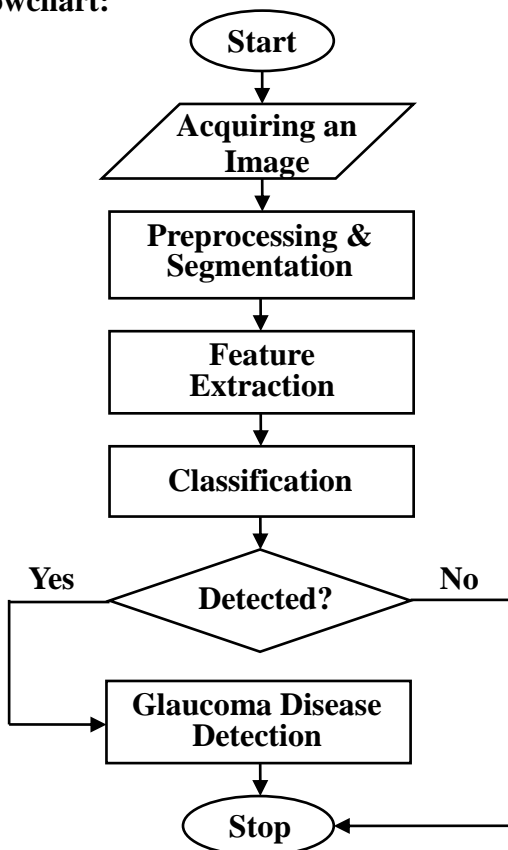 owchart:
Start
Acquiring an
Image
Preprocessing &
Segmentation
Feature
Extraction
Classification
Yes
Detected?
No
Glaucoma Disease
Detection
Stop